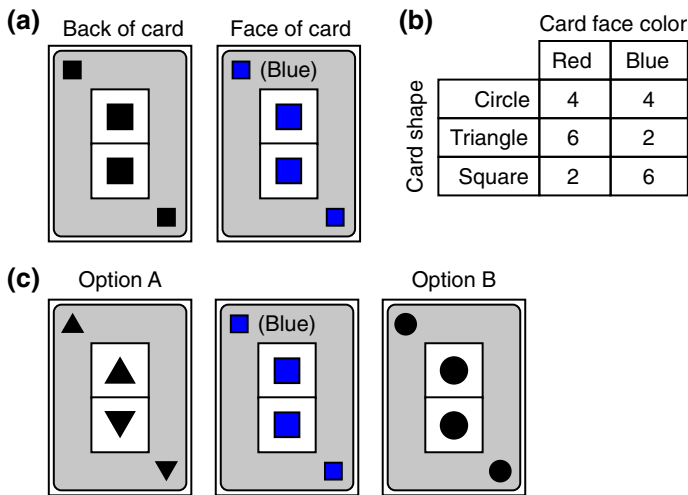 (a) Back of card Face of card
(Blue)
(b) Card face color
Red Blue
Card shape
Circle 4 4
Triangle 6 2
Square 2 6
(c) Option A Option B
(Blue)